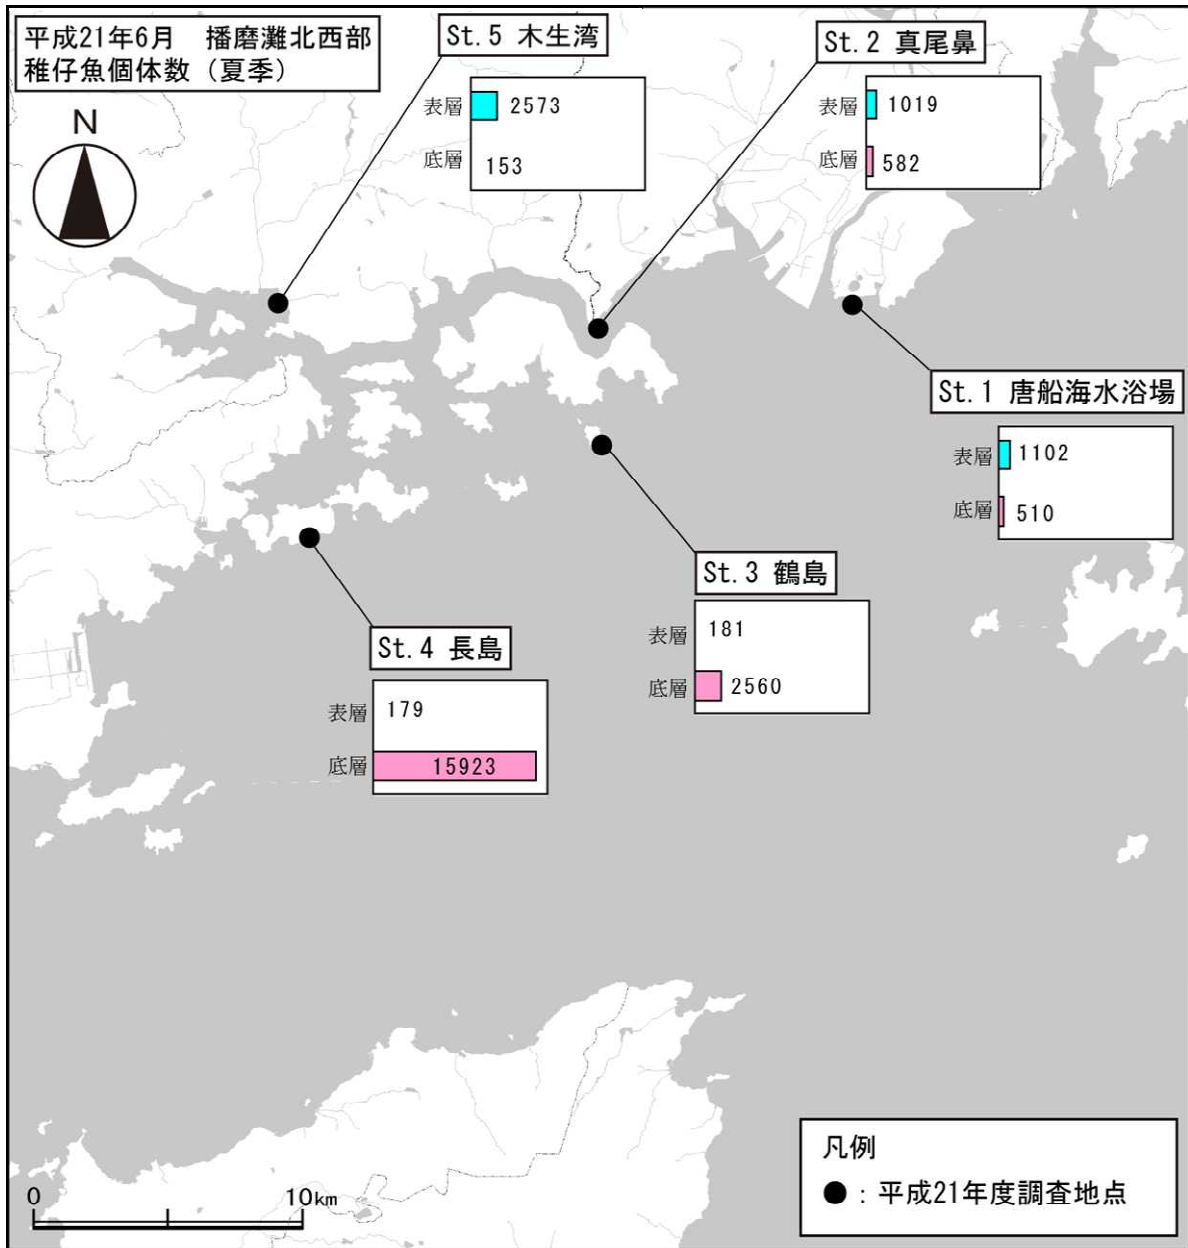 平成21年6月　播磨灘北西部
稚仔魚個体数（夏季）
N
St.5 木生湾
表層 2573
底層 153
St.2 真尾鼻
表層 1019
底層 582
St.1 唐船海水浴場
表層 1102
底層 510
St.3 鶴島
表層 181
底層 2560
St.4 長島
表層 179
底層 15923
0 10km
凡例
●：平成21年度調査地点